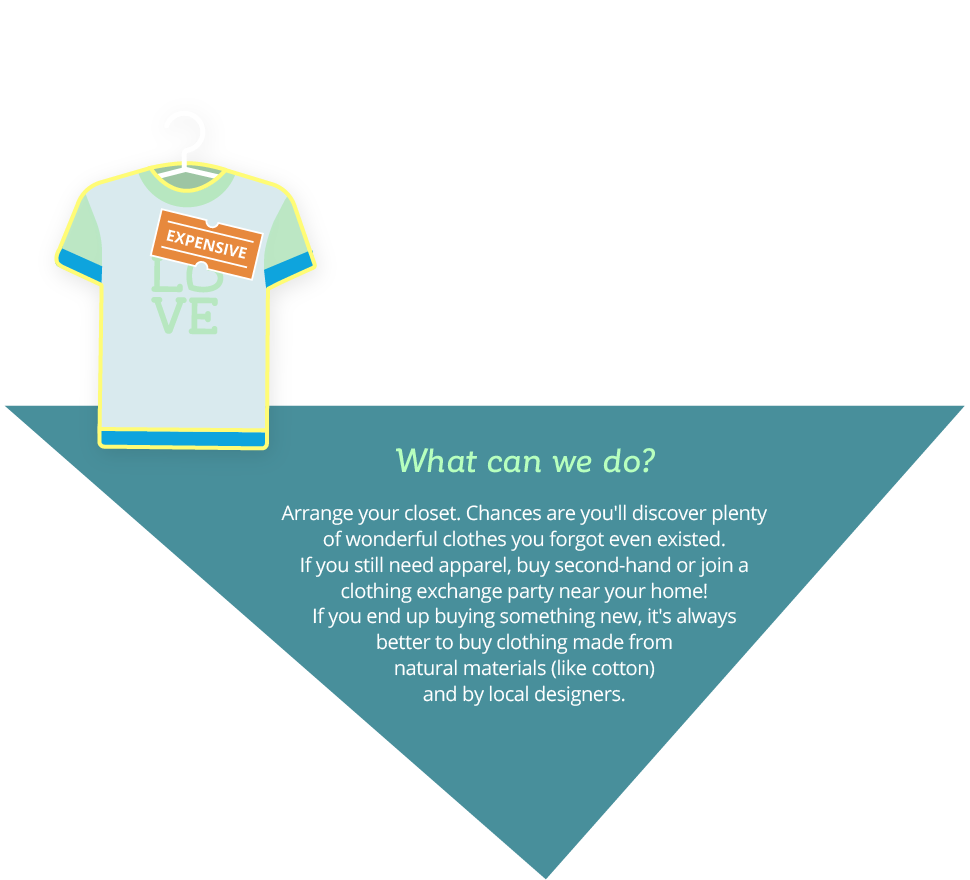 EXPENSIVE
LO
VE
What can we do?
Arrange your closet. Chances are you'll discover plenty
of wonderful clothes you forgot even existed.
If you still need apparel, buy second-hand or join a
clothing exchange party near your home!
If you end up buying something new, it's always
better to buy clothing made from
natural materials (like cotton)
and by local designers.